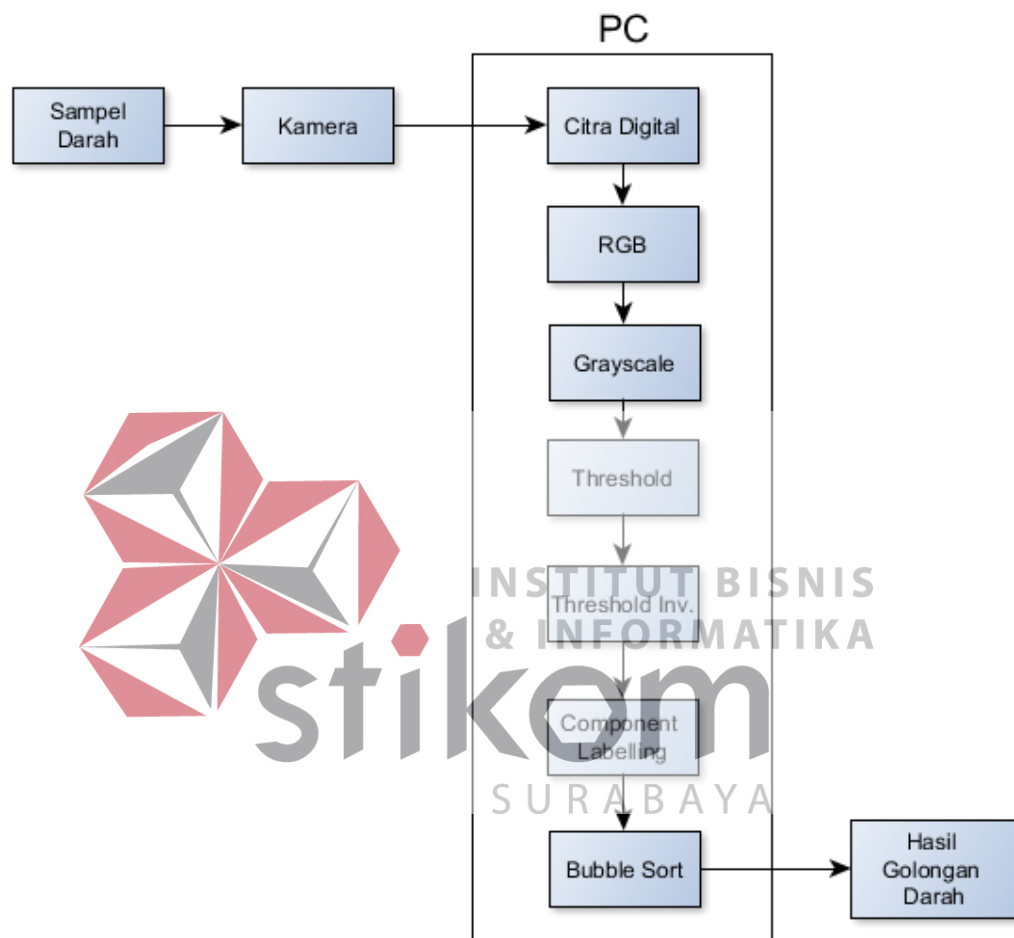 PC
Sampel
Darah
Kamera
Citra Digital
RGB
Grayscale
Threshold
Threshold Inv.
Component
Labelling
Bubble Sort
Hasil
Golongan
Darah
INSTITUT BISNIS
& INFORMATIKA
stikom
SURABAYA